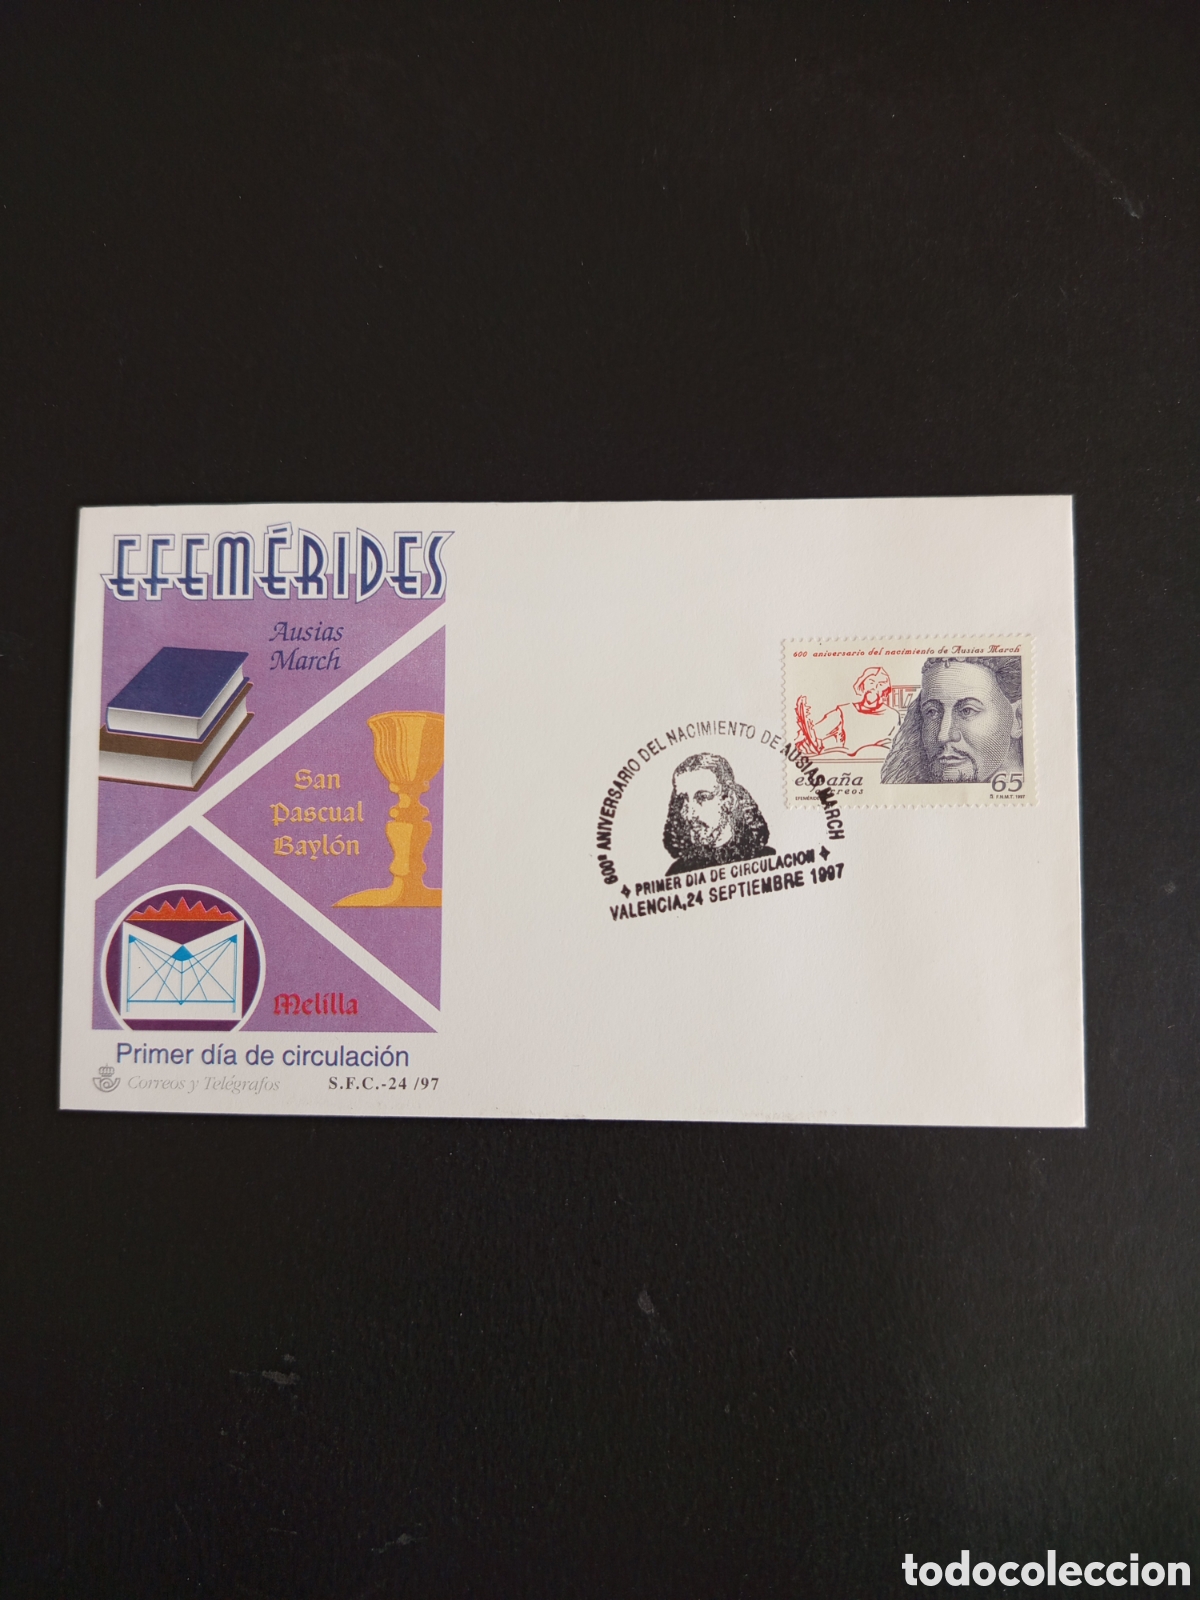 EFEMÉRIDES
Ausias
March
San
Pascual
Baylón
Melilla
Primer día de circulación
Correos y Telégrafos
S.F.C.-24 /97
600 aniversario del nacimiento de Ausias March
españa
correos
65
F.N.M.T. 1997
600º ANIVERSARIO DEL NACIMIENTO DE AUSIAS MARCH
PRIMER DIA DE CIRCULACION
VALENCIA,24 SEPTIEMBRE 1997
todocoleccion